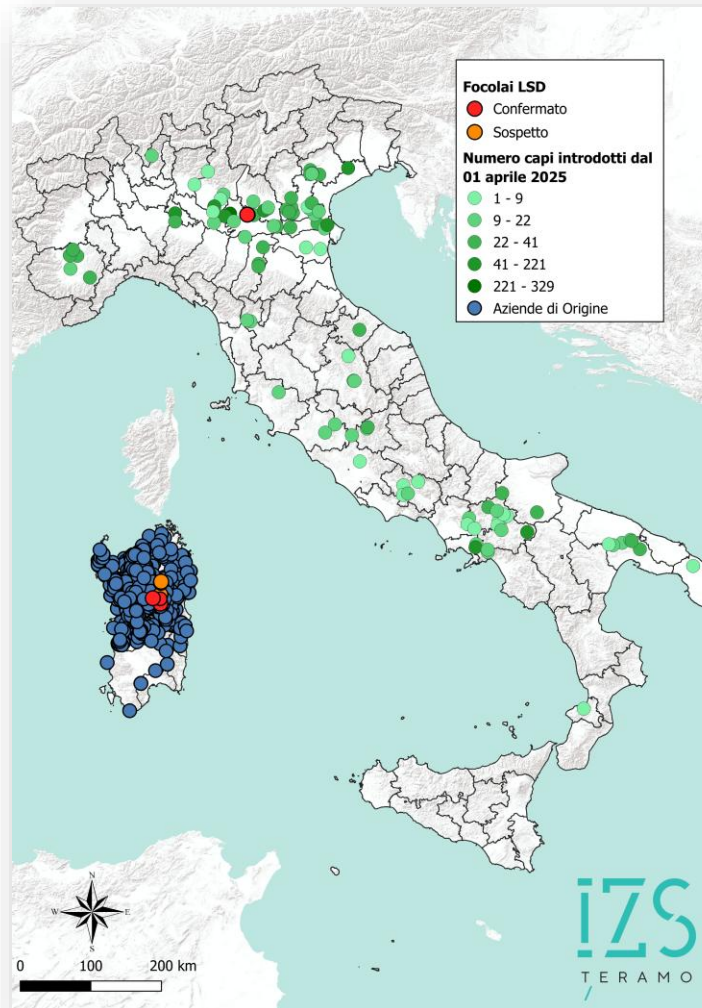 Focolai LSD
Confermato
Sospetto
Numero capi introdotti dal
01 aprile 2025
1 - 9
9 - 22
22 - 41
41 - 221
221 - 329
Aziende di Origine
N
W
E
S
0 100 200 km
IZS
TERAMO